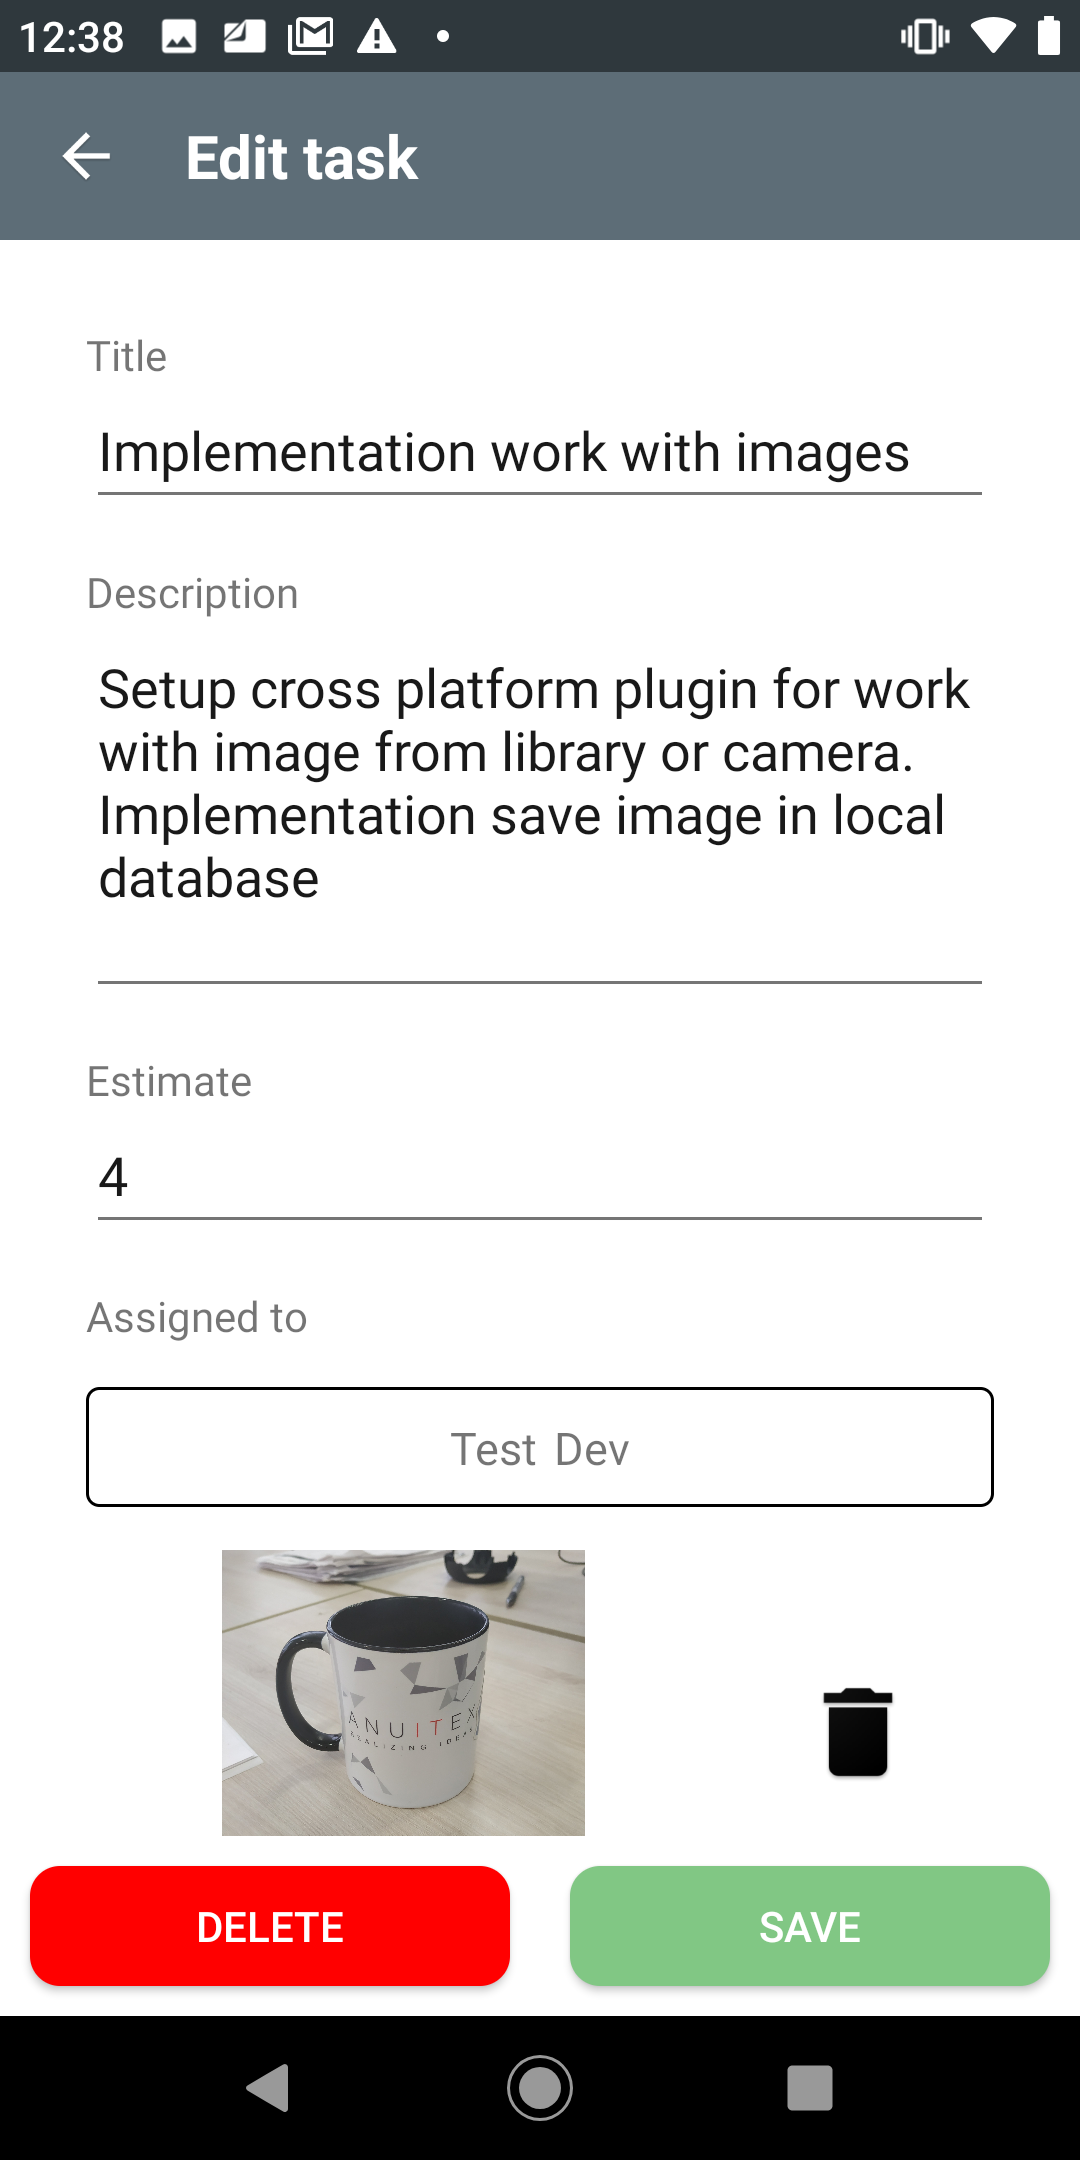 12:38
Edit task
Title
Implementation work with images
Description
Setup cross platform plugin for work
with image from library or camera.
Implementation save image in local
database
Estimate
4
Assigned to
Test Dev
ANUITEX
REALIZING IDEAS
DELETE
SAVE